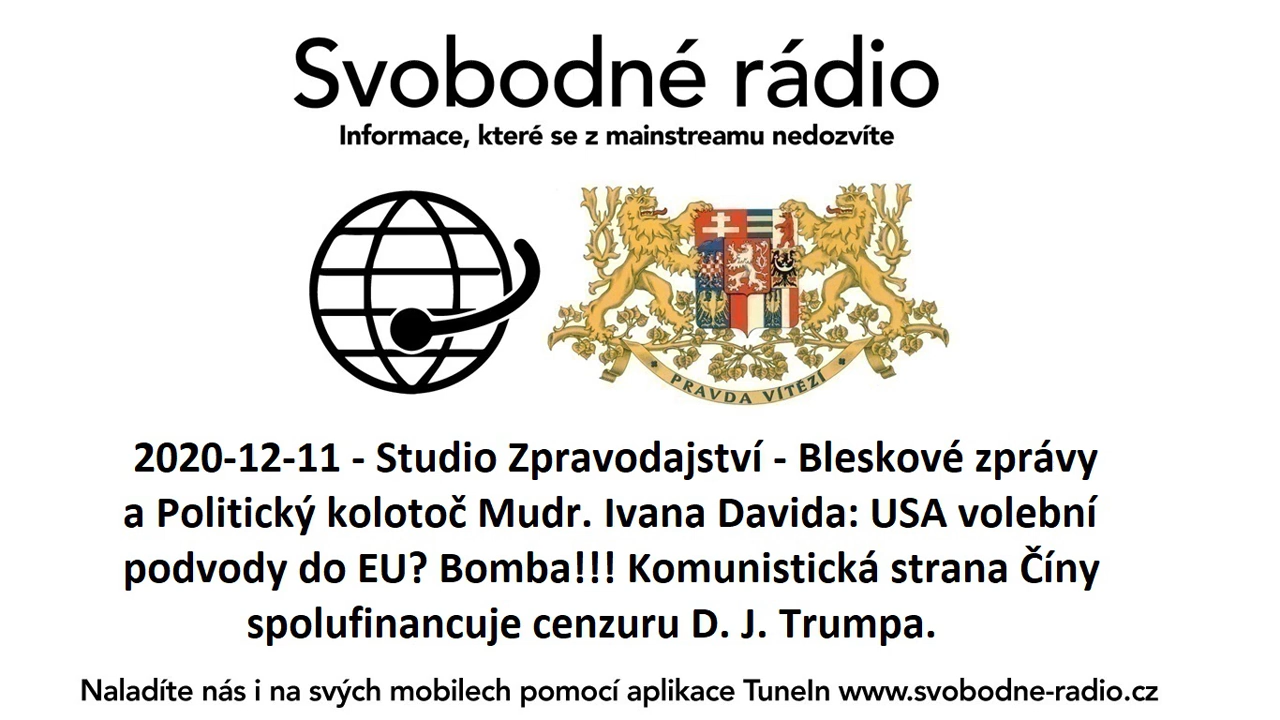 Svobodné rádio
Informace, které se z mainstreamu nedozvíte
PRAVDA VÍTĚZÍ
2020-12-11 - Studio Zpravodajství - Bleskové zprávy
a Politický kolotoč Mudr. Ivana Davida: USA volební
podvody do EU? Bomba!!! Komunistická strana Číny
spolufinancuje cenzuru D. J. Trumpa.
Naladíte nás i na svých mobilech pomocí aplikace TuneIn www.svobodne-radio.cz